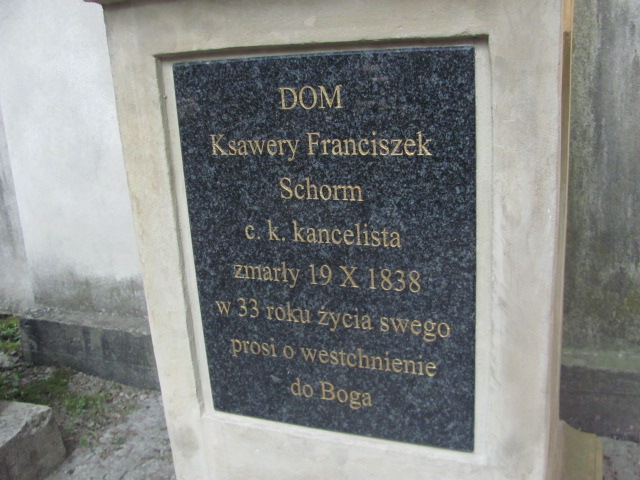 DOM
Ksawery Franciszek
Schorm
c. k. kancelista
zmarły 19 X 1838
w 33 roku życia swego
prosi o westchnienie
do Boga